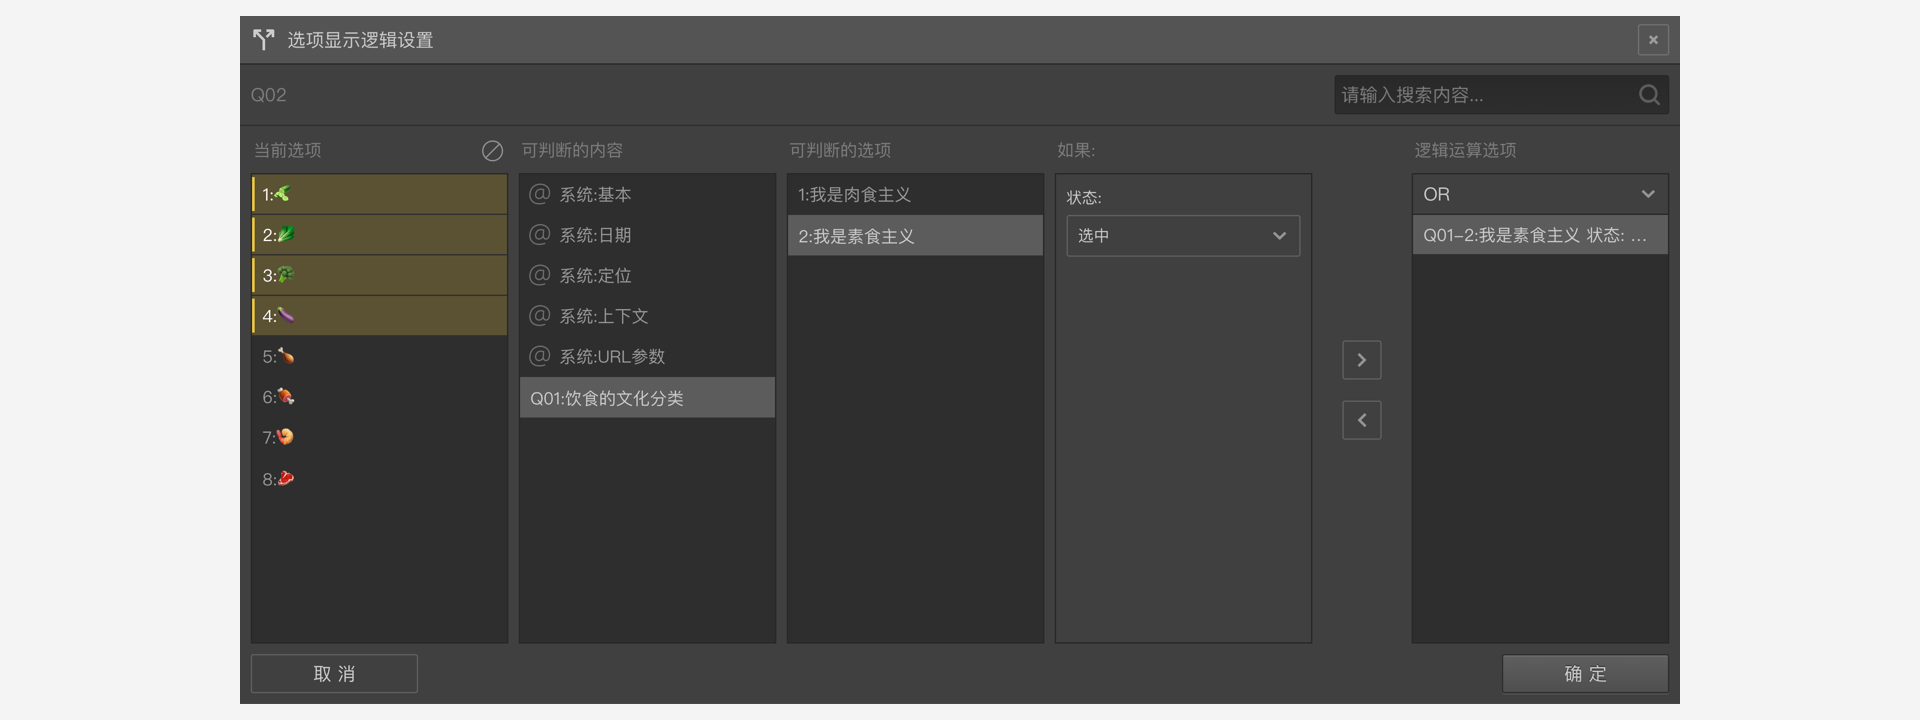 选项显示逻辑设置
Q02
请输入搜索内容...
当前选项
1:🫛
2:🥬
3:🥦
4:🍆
5:🍗
6:🍖
7:🍤
8:🥩
可判断的内容
@ 系统:基本
@ 系统:日期
@ 系统:定位
@ 系统:上下文
@ 系统:URL参数
Q01:饮食的文化分类
可判断的选项
1:我是肉食主义
2:我是素食主义
如果:
状态:
选中
逻辑运算选项
OR
Q01-2:我是素食主义 状态: ...
取 消
确 定